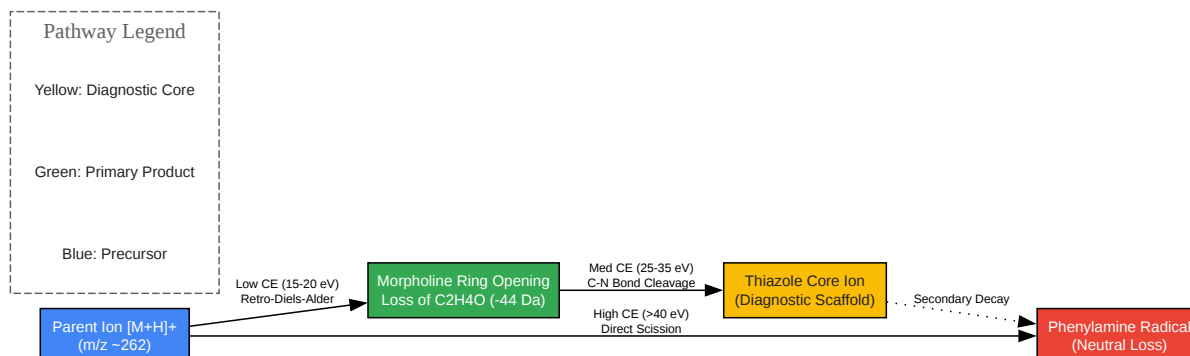 Pathway Legend
Yellow: Diagnostic Core
Green: Primary Product
Blue: Precursor
Parent Ion [M+H]+
(m/z ~262)
Low CE (15-20 eV)
Retro-Diels-Alder
Morpholine Ring Opening
Loss of C2H4O (-44 Da)
Med CE (25-35 eV)
C-N Bond Cleavage
Thiazole Core Ion
(Diagnostic Scaffold)
High CE (>40 eV)
Direct Scission
Secondary Decay
Phenylamine Radical
(Neutral Loss)